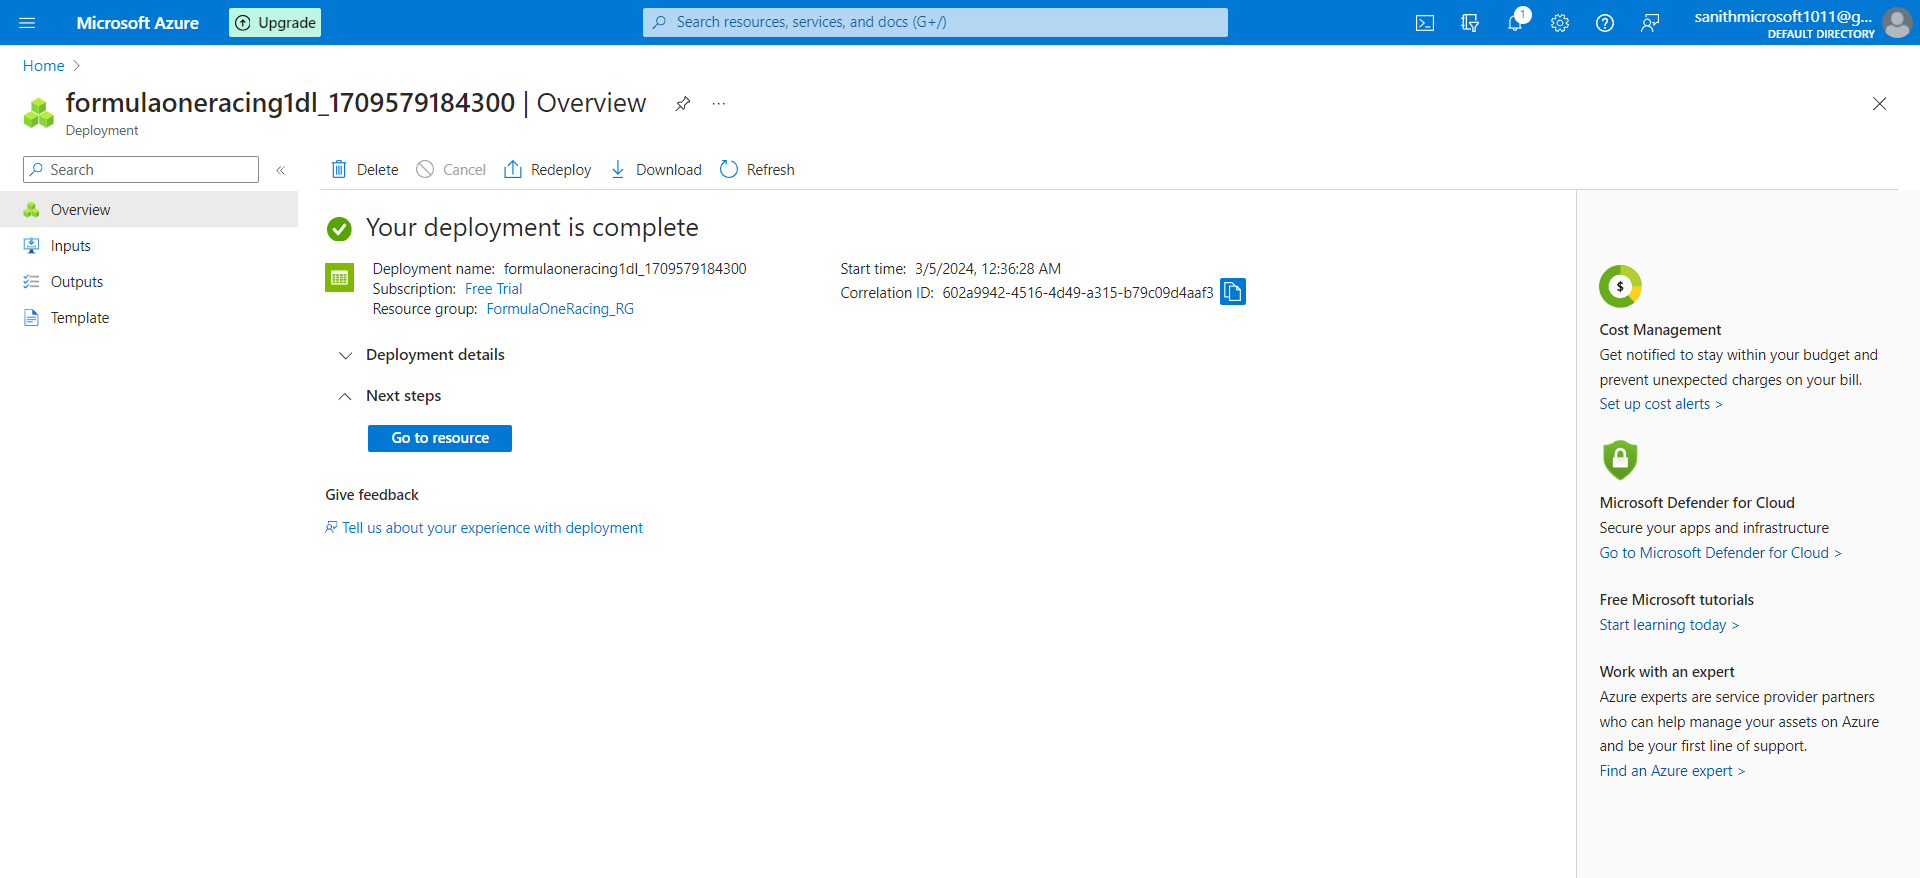 Microsoft Azure
Upgrade
Search resources, services, and docs (G+/)
1
sanithmicrosoft1011@g...
DEFAULT DIRECTORY
Home >
formulaoneracing1dl_1709579184300 | Overview
...
Deployment
Search
«
Delete
Cancel
Redeploy
Download
Refresh
Overview
Inputs
Outputs
Template
Your deployment is complete
Deployment name: formulaoneracing1dl_1709579184300
Subscription: Free Trial
Resource group: FormulaOneRacing_RG
Start time: 3/5/2024, 12:36:28 AM
Correlation ID: 602a9942-4516-4d49-a315-b79c09d4aaf3
Deployment details
Next steps
Go to resource
Give feedback
Tell us about your experience with deployment
$
Cost Management
Get notified to stay within your budget and
prevent unexpected charges on your bill.
Set up cost alerts >
Microsoft Defender for Cloud
Secure your apps and infrastructure
Go to Microsoft Defender for Cloud >
Free Microsoft tutorials
Start learning today >
Work with an expert
Azure experts are service provider partners
who can help manage your assets on Azure
and be your first line of support.
Find an Azure expert >